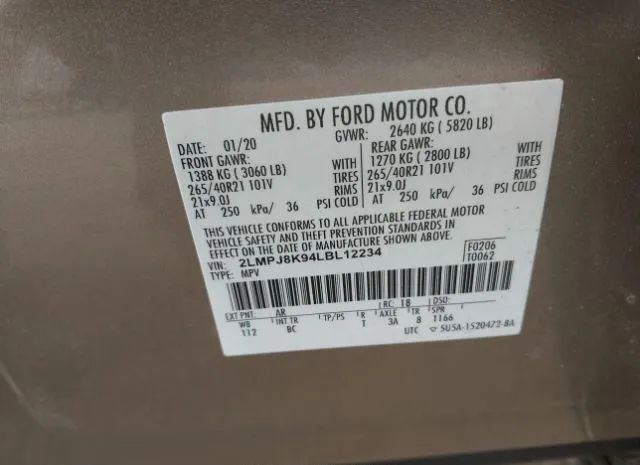 MFD. BY FORD MOTOR CO.
DATE: 01/20 GVWR: 2640 KG ( 5820 LB)
FRONT GAWR: REAR GAWR:
1388 KG ( 3060 LB) WITH 1270 KG ( 2800 LB) WITH
265/40R21 101V TIRES 265/40R21 101V TIRES
21x9.0J RIMS 21x9.0J RIMS
AT 250 kPa/ 36 PSI COLD AT 250 kPa/ 36 PSI COLD
THIS VEHICLE CONFORMS TO ALL APPLICABLE FEDERAL MOTOR
VEHICLE SAFETY AND THEFT PREVENTION STANDARDS IN
EFFECT ON THE DATE OF MANUFACTURE SHOWN ABOVE.
VIN: 2LMPJ8K94LBL12234 F0206
TYPE: MPV T0062
EXT PNT: AR RC: 18 DSO:
WB INT TR TP/PS R AXLE TR SPR
112 BC T 3A 8 1166
UTC ▽ 5U5A-1520472-BA